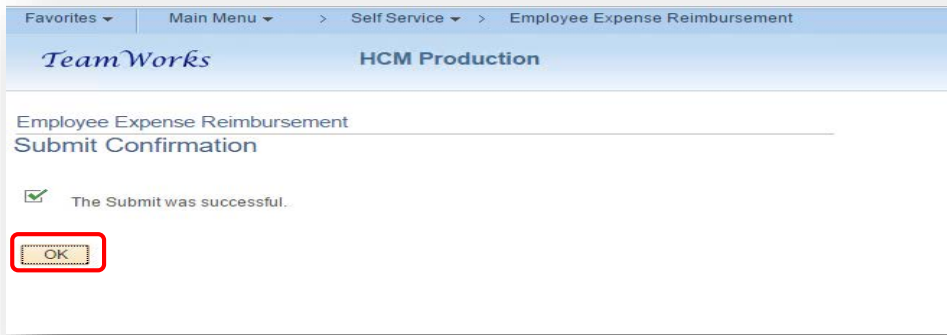 Favorites Main Menu > Self Service > Employee Expense Reimbursement
TeamWorks HCM Production
Employee Expense Reimbursement
Submit Confirmation
The Submit was successful.
OK